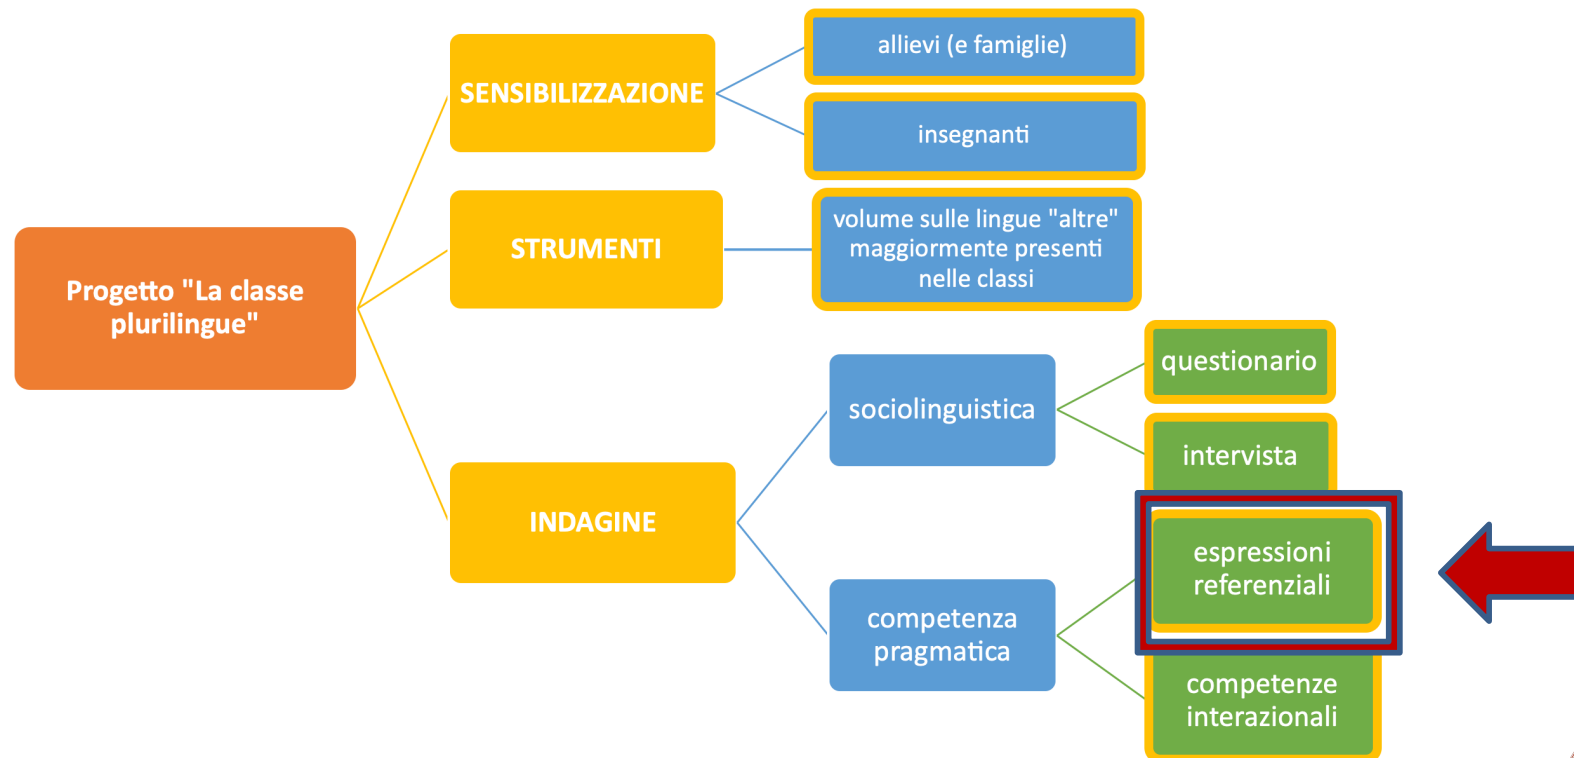 Progetto "La classe
plurilingue"
SENSIBILIZZAZIONE
allievi (e famiglie)
insegnanti
STRUMENTI
volume sulle lingue "altre"
maggiormente presenti
nelle classi
INDAGINE
sociolinguistica
questionario
intervista
competenza
pragmatica
espressioni
referenziali
competenze
interazionali